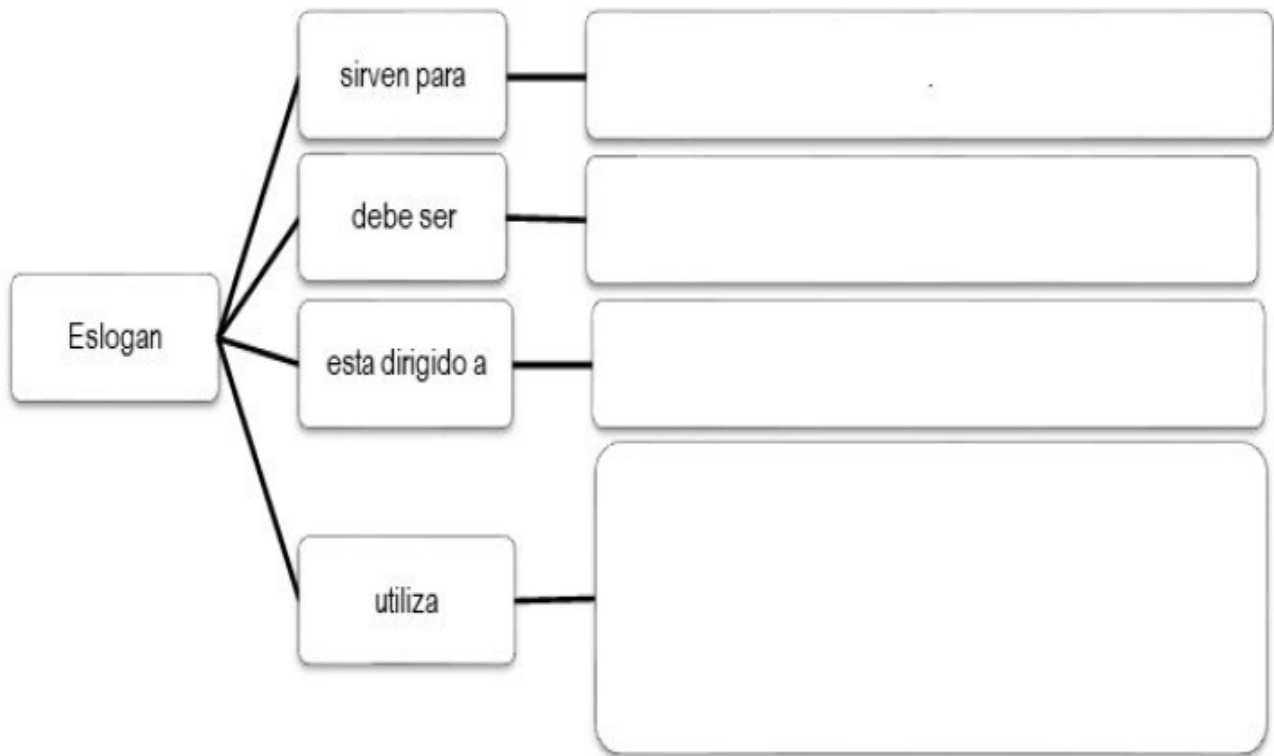 sirven para
debe ser
Eslogan
esta dirigido a
utiliza